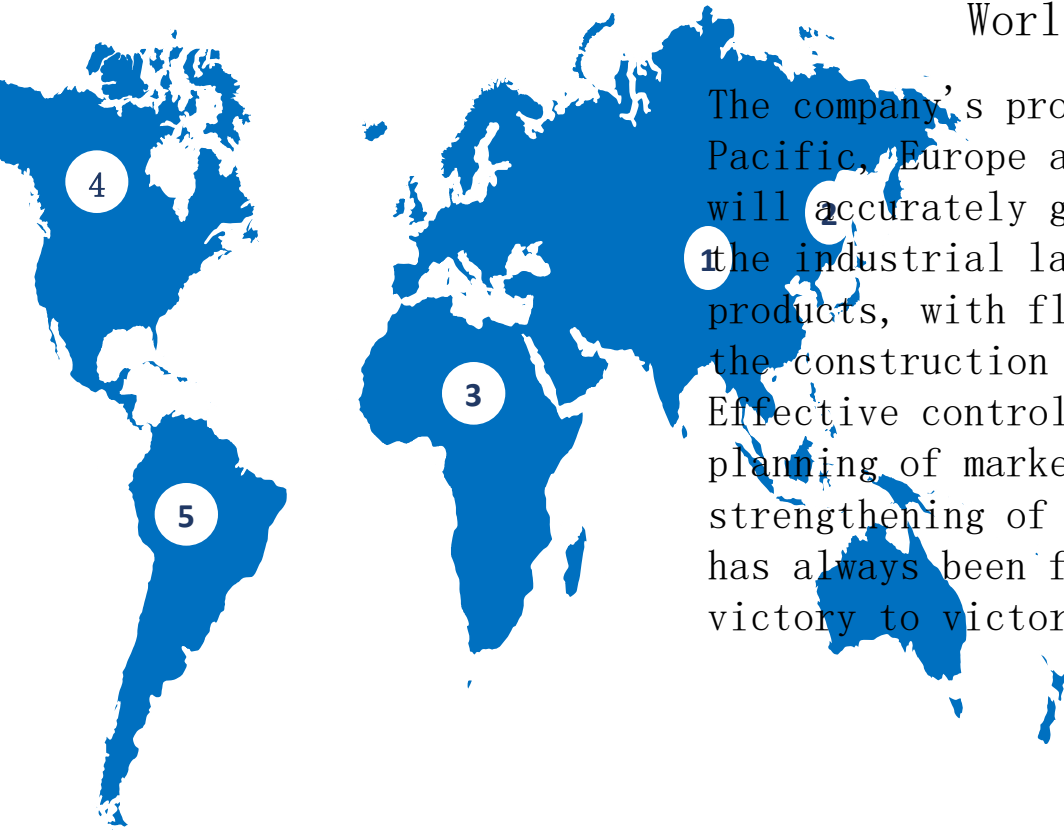 Worl
The company's pro
Pacific, Europe a
will accurately g
the industrial la
products, with fl
the construction
Effective control
planning of marke
strengthening of
has always been f
victory to victor
4
2
1
3
5